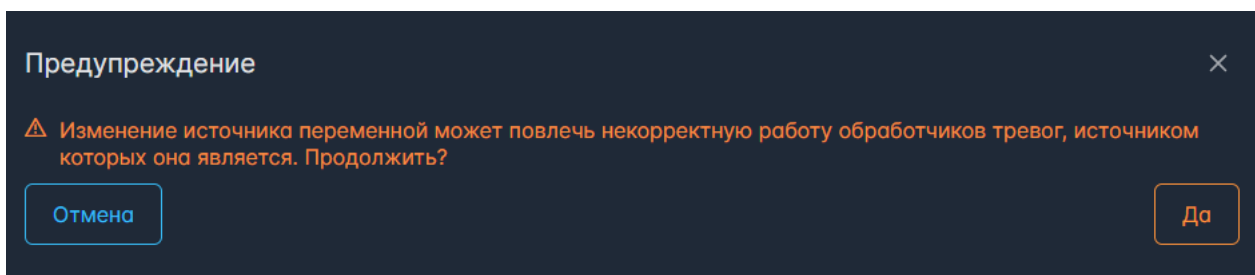 Предупреждение
Изменение источника переменной может повлечь некорректную работу обработчиков тревог, источником
которых она является. Продолжить?
Отмена
Да